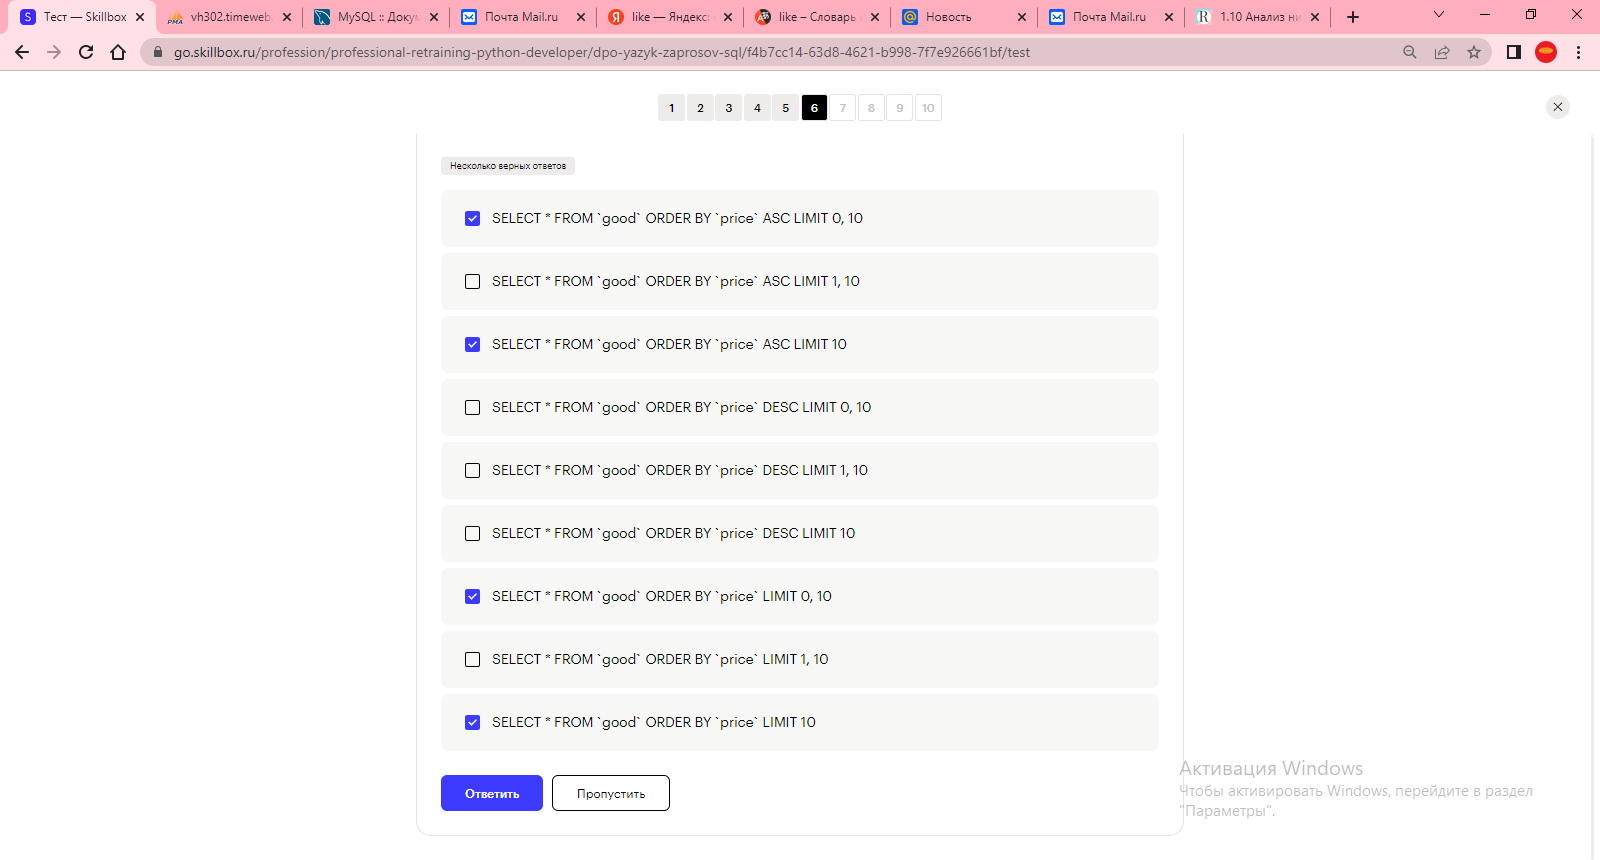 Тест — Skillbox
vh302.timeweb.
MySQL :: Доку
Почта Mail.ru
like — Яндекс:
like – Словарь
Новость
Почта Mail.ru
1.10 Анализ ни
go.skillbox.ru/profession/professional-retraining-python-developer/dpo-yazyk-zaprosov-sql/f4b7cc14-63d8-4621-b998-7f7e926661bf/test
1 2 3 4 5 6 7 8 9 10
Несколько верных ответов
SELECT * FROM `good` ORDER BY `price` ASC LIMIT 0, 10
SELECT * FROM `good` ORDER BY `price` ASC LIMIT 1, 10
SELECT * FROM `good` ORDER BY `price` ASC LIMIT 10
SELECT * FROM `good` ORDER BY `price` DESC LIMIT 0, 10
SELECT * FROM `good` ORDER BY `price` DESC LIMIT 1, 10
SELECT * FROM `good` ORDER BY `price` DESC LIMIT 10
SELECT * FROM `good` ORDER BY `price` LIMIT 0, 10
SELECT * FROM `good` ORDER BY `price` LIMIT 1, 10
SELECT * FROM `good` ORDER BY `price` LIMIT 10
Ответить
Пропустить
Активация Windows
Чтобы активировать Windows, перейдите в раздел
"Параметры".